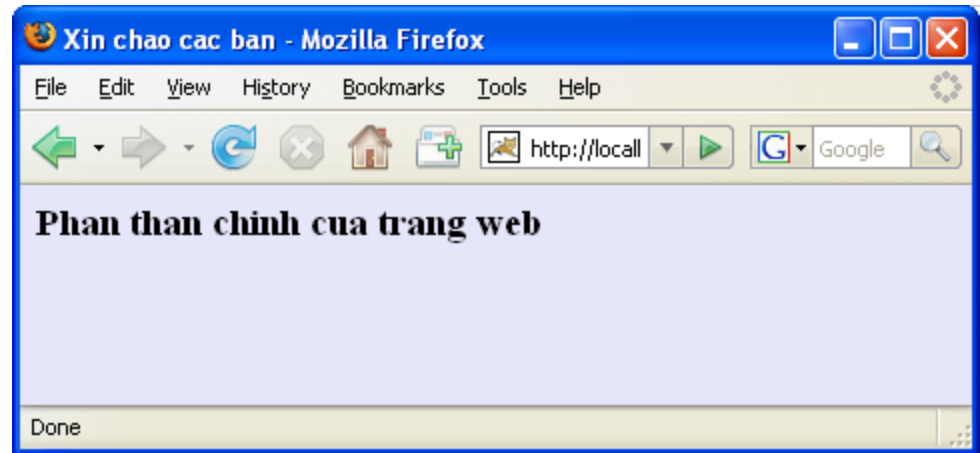 Xin chao cac ban - Mozilla Firefox
File Edit View History Bookmarks Tools Help
http://locall G Google
Phan than chinh cua trang web
Done